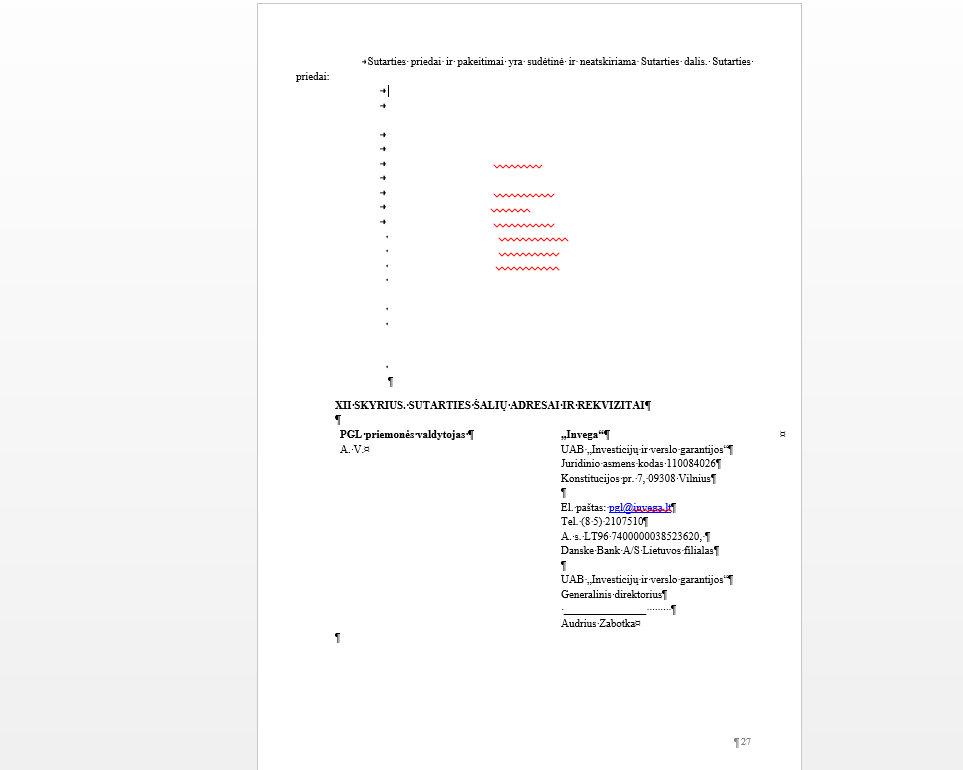 Sutarties priedai ir pakeitimai yra sudėtinė ir neatskiriama Sutarties dalis. Sutarties
priedai:
XII SKYRIUS. SUTARTIES ŠALIŲ ADRESAI IR REKVIZITAI
PGL priemonės valdytojas
A. V.
„Invega“
UAB „Investicijų ir verslo garantijos“
Juridinio asmens kodas 110084026
Konstitucijos pr. 7, 09308 Vilnius
El. paštas: pgl@invega.lt
Tel. (8 5) 2107510
A. s. LT96 7400000038523620,
Danske Bank A/S Lietuvos filialas
UAB „Investicijų ir verslo garantijos“
Generalinis direktorius
_______________
Audrius Zabotka
27